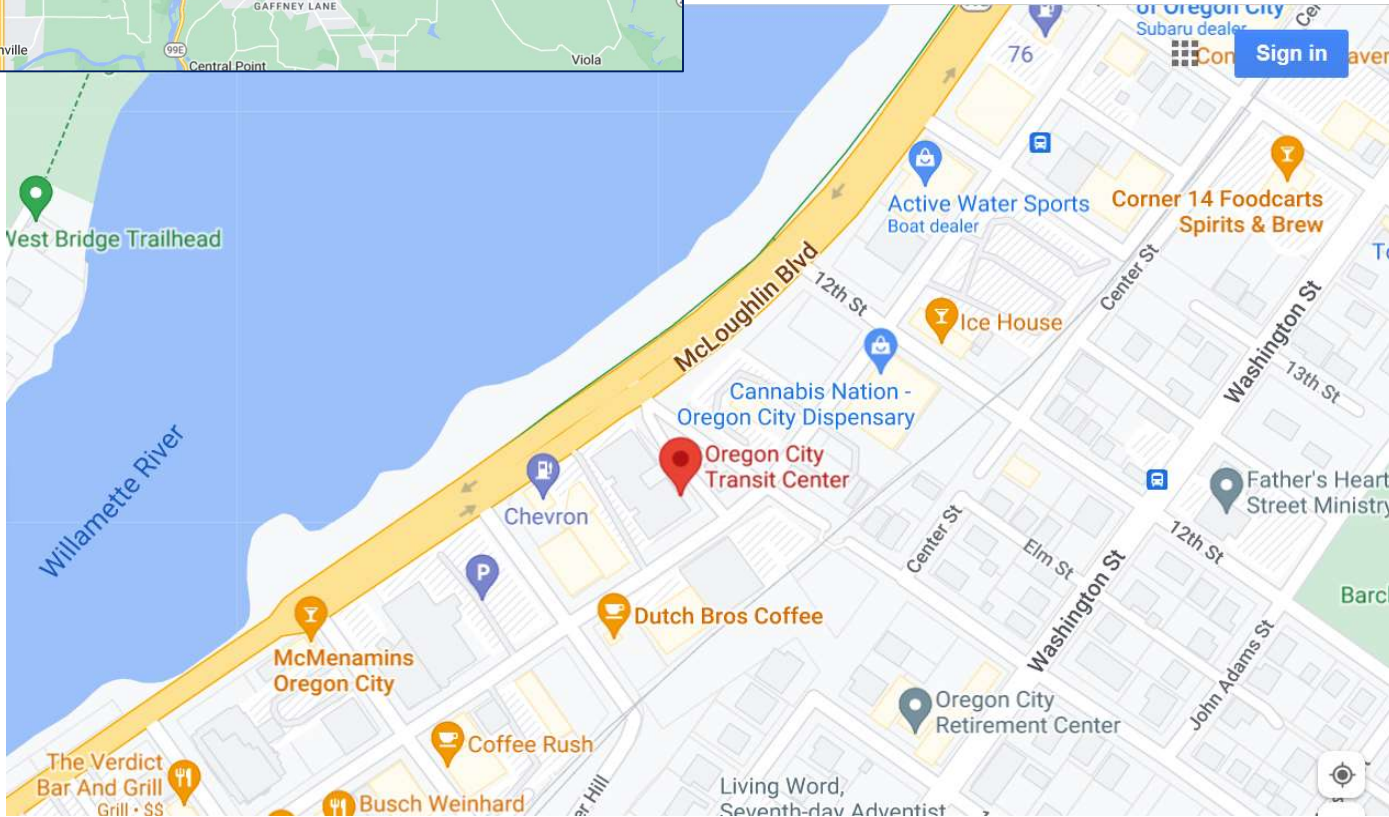 GAFFNEY LANE
ville
99E
Central Point
Viola
of Oregon City
Subaru dealer
Sign in
76
West Bridge Trailhead
Active Water Sports
Boat dealer
Corner 14 Foodcarts
Spirits & Brew
McLoughlin Blvd
12th St
Center St
Ice House
Washington St
13th St
Cannabis Nation -
Oregon City Dispensary
Willamette River
Oregon City
Transit Center
Chevron
Father's Heart
Street Ministry
Center St
Elm St
12th St
P
Washington St
Dutch Bros Coffee
McMenamins
Oregon City
John Adams St
Oregon City
Retirement Center
Coffee Rush
The Verdict
Bar And Grill
Grill • $$
Busch Weinhard
er Hill
Living Word,
Seventh-day Adventist